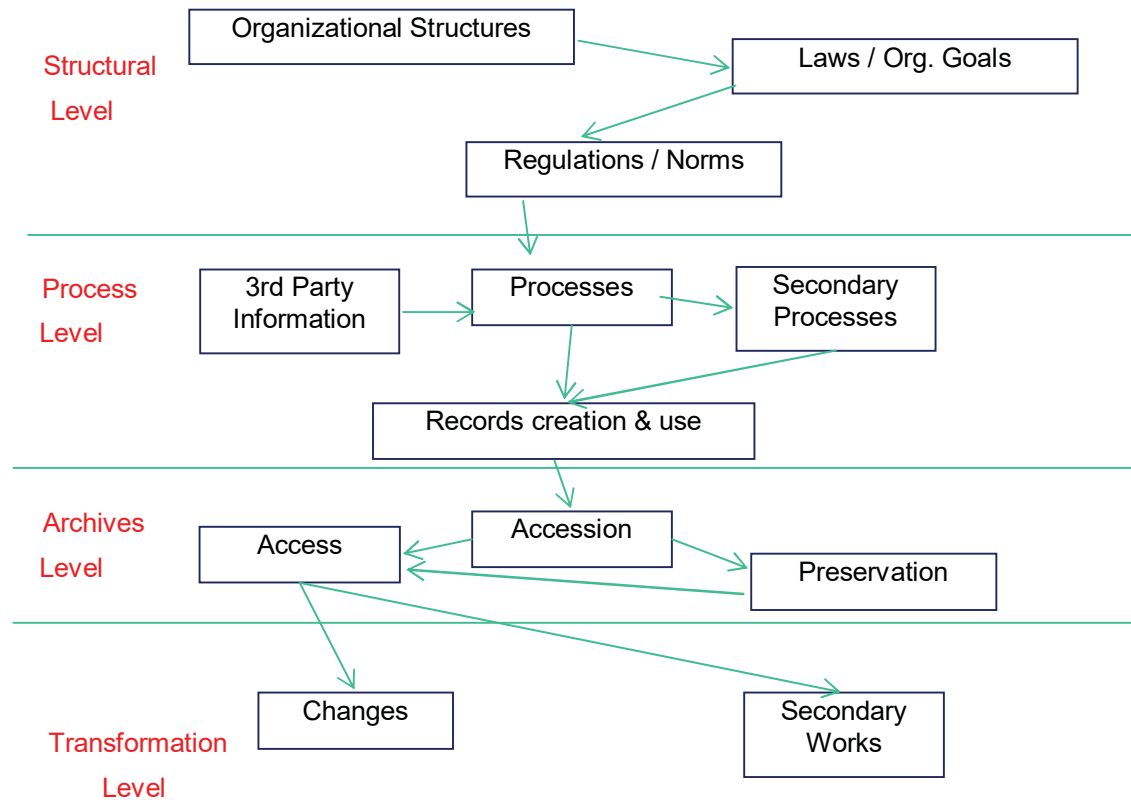 Organizational Structures
Structural
Level
Laws / Org. Goals
Regulations / Norms
Process
Level
3rd Party
Information
Processes
Secondary
Processes
Records creation & use
Archives
Level
Access
Accession
Preservation
Transformation
Level
Changes
Secondary
Works